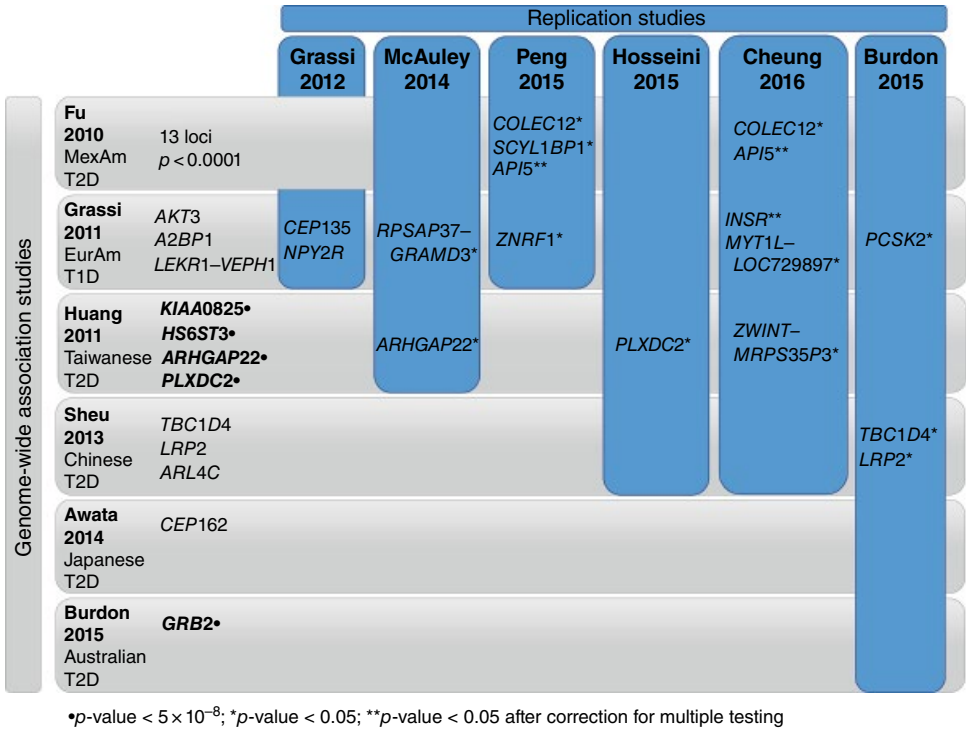 Replication studies
Grassi
2012
McAuley
2014
Peng
2015
Hosseini
2015
Cheung
2016
Burdon
2015
Genome-wide association studies
Fu
2010
MexAm
T2D
13 loci
p < 0.0001
COLEC12*
SCYL1BP1*
API5**
COLEC12*
API5**
Grassi
2011
EurAm
T1D
AKT3
A2BP1
LEKR1–VEPH1
CEP135
NPY2R
RPSAP37–
GRAMD3*
ZNRF1*
INSR**
MYT1L–
LOC729897*
PCSK2*
Huang
2011
Taiwanese
T2D
KIAA0825•
HS6ST3•
ARHGAP22•
PLXDC2•
ARHGAP22*
PLXDC2*
ZWINT–
MRPS35P3*
Sheu
2013
Chinese
T2D
TBC1D4
LRP2
ARL4C
TBC1D4*
LRP2*
Awata
2014
Japanese
T2D
CEP162
Burdon
2015
Australian
T2D
GRB2•
•p-value < 5 × 10⁻⁸; *p-value < 0.05; **p-value < 0.05 after correction for multiple testing